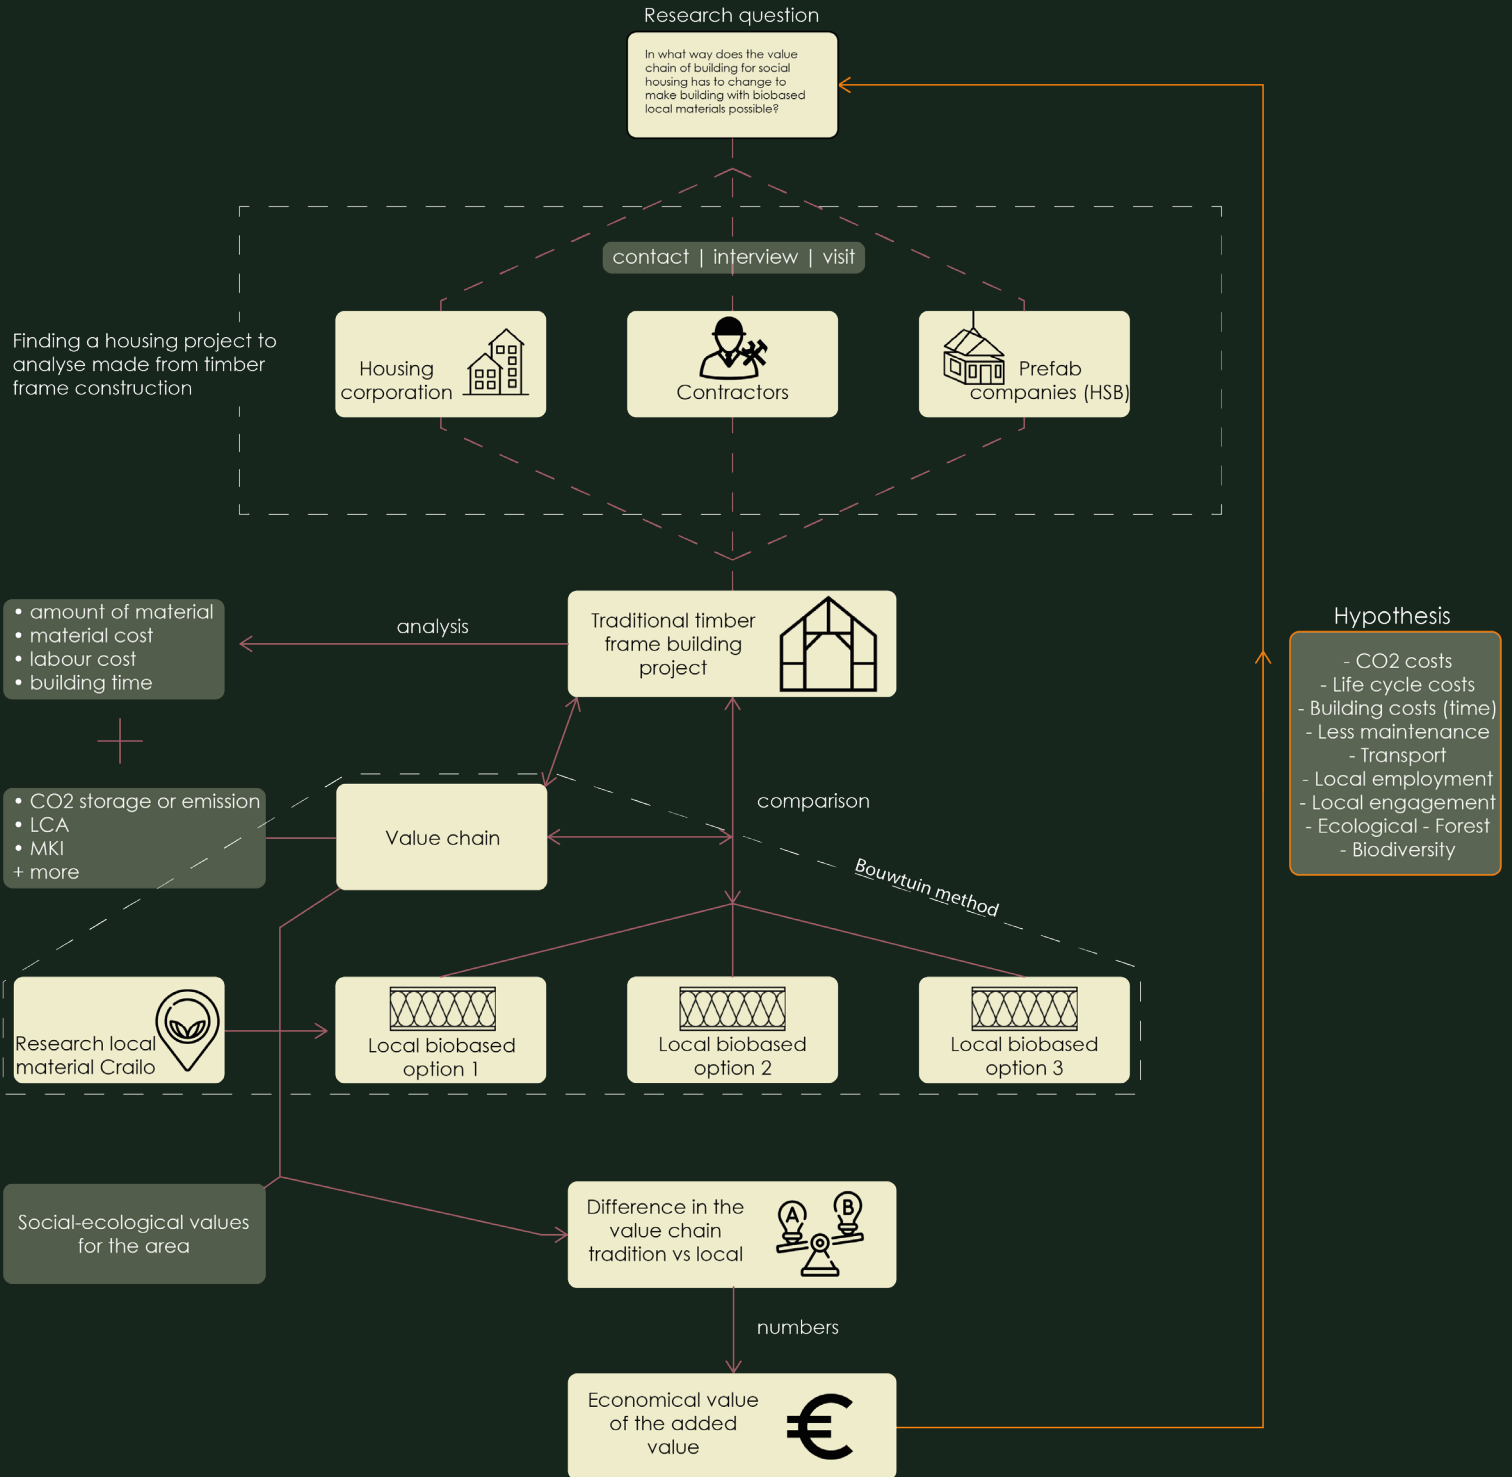 Research question
In what way does the value
chain of building for social
housing has to change to
make building with biobased
local materials possible?
contact | interview | visit
Finding a housing project to
analyse made from timber
frame construction
Housing
corporation
Contractors
Prefab
companies (HSB)
• amount of material
• material cost
• labour cost
• building time
analysis
Traditional timber
frame building
project
Hypothesis
- CO2 costs
- Life cycle costs
- Building costs (time)
- Less maintenance
- Transport
- Local employment
- Local engagement
- Ecological - Forest
- Biodiversity
• CO2 storage or emission
• LCA
• MKI
+ more
Value chain
comparison
Bouwtuin method
Research local
material Crailo
Local biobased
option 1
Local biobased
option 2
Local biobased
option 3
Social-ecological values
for the area
Difference in the
value chain
tradition vs local
A
B
numbers
Economical value
of the added
value
€